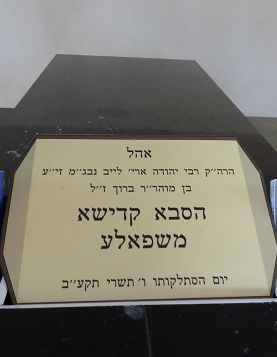 אהל
הרה״ק רבי יהודה ארי׳ לייב נבג״מ זי״ע
בן מוהר״ר ברוך ז״ל
הסבא קדישא
משפאלע
יום הסתלקותו ו׳ תשרי תקע״ב